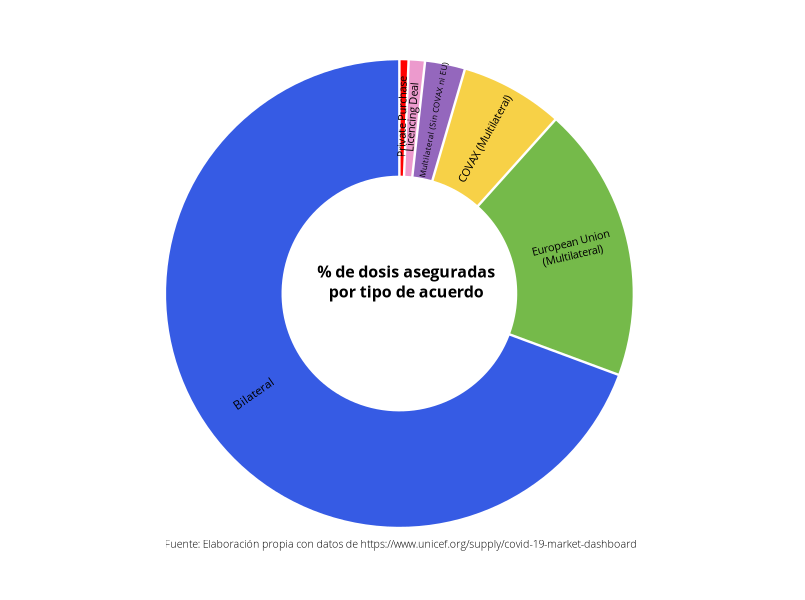 Private Purchase
Licencing Deal
Multilateral (Sin COVAX ni EU)
COVAX (Multilateral)
European Union
(Multilateral)
% de dosis aseguradas
por tipo de acuerdo
Bilateral
Fuente: Elaboración propia con datos de https://www.unicef.org/supply/covid-19-market-dashboard